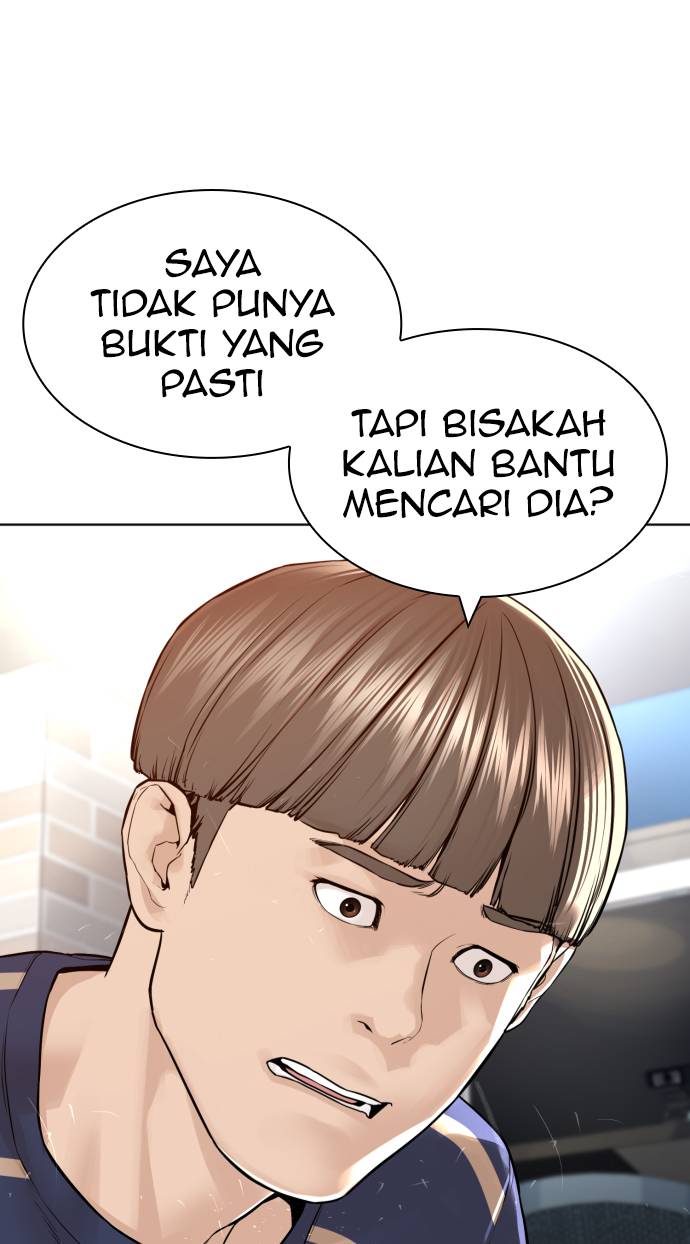 SAYA
TIDAK PUNYA
BUKTI YANG
PASTI
TAPI BISAKAH
KALIAN BANTU
MENCARI DIA?